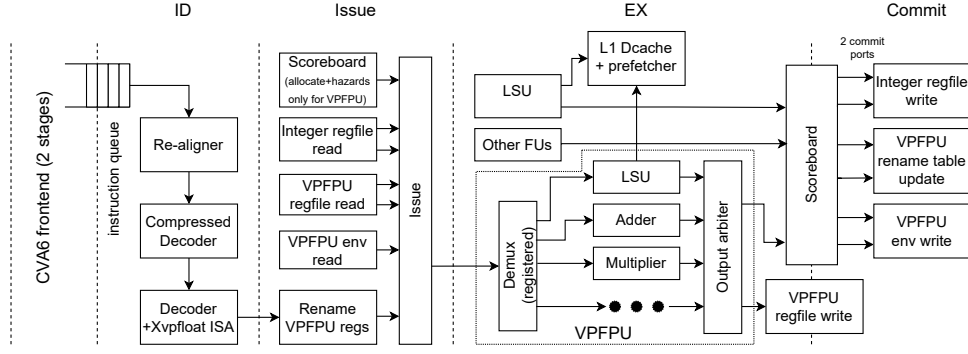 ID
Issue
EX
Commit
CVA6 frontend (2 stages)
instruction queue
Re-aligner
Compressed
Decoder
Decoder
+Xvpfloat ISA
Scoreboard
(allocate+hazards
only for VPFPU)
Integer regfile
read
VPFPU
regfile read
VPFPU env
read
Rename
VPFPU regs
Issue
LSU
L1 Dcache
+ prefetcher
Other FUs
Demux
(registered)
LSU
Adder
Multiplier
VPFPU
Output arbiter
Scoreboard
2 commit
ports
Integer regfile
write
VPFPU
rename table
update
VPFPU
env write
VPFPU
regfile write